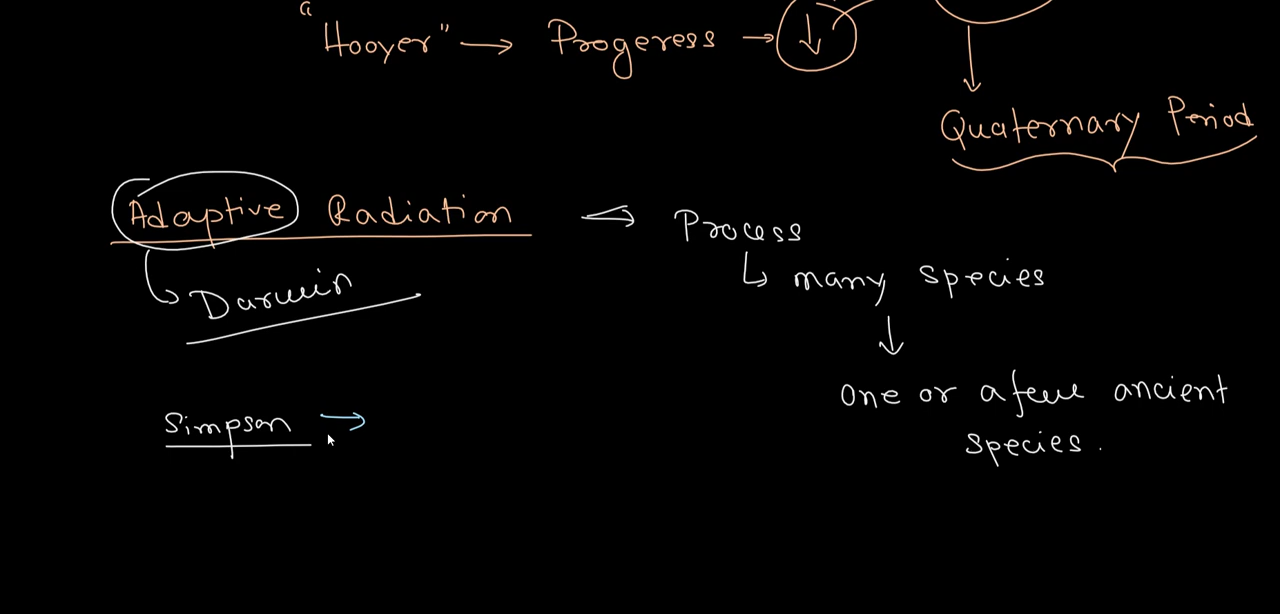 "Hooyer" → Progeress → ↓
Quaternary Period
Adaptive Radiation ⇒ Process
↳ many species
Darwin
↓
One or a few ancient
species.
Simpson →